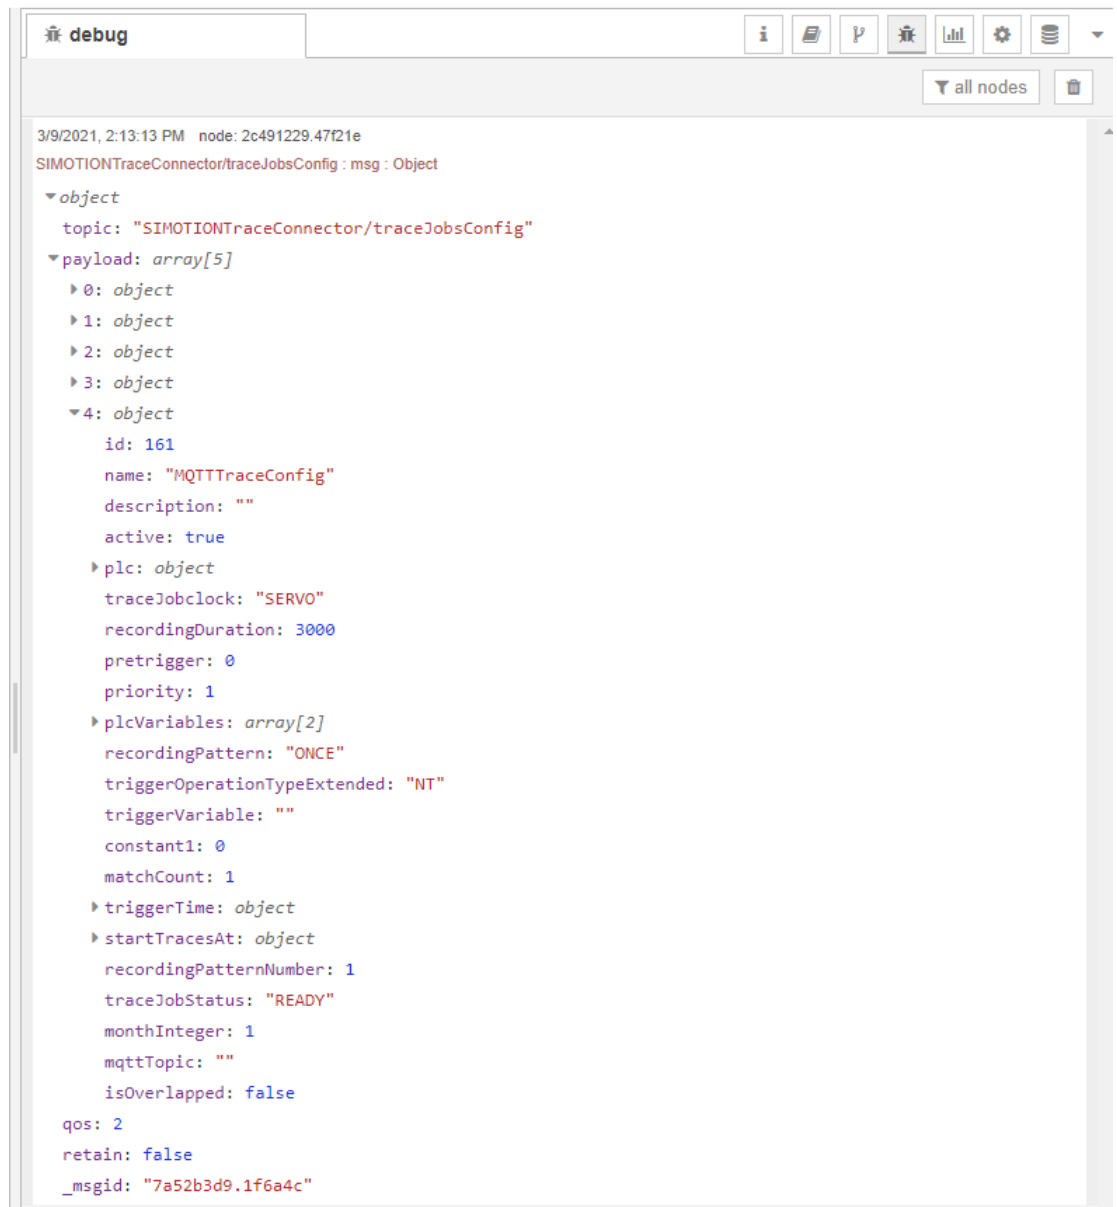 debug
i
all nodes
3/9/2021, 2:13:13 PM node: 2c491229.47f21e
SIMOTIONTraceConnector/traceJobsConfig : msg : Object
object
topic: "SIMOTIONTraceConnector/traceJobsConfig"
payload: array[5]
0: object
1: object
2: object
3: object
4: object
id: 161
name: "MQTTTraceConfig"
description: ""
active: true
plc: object
traceJobclock: "SERVO"
recordingDuration: 3000
pretrigger: 0
priority: 1
plcVariables: array[2]
recordingPattern: "ONCE"
triggerOperationTypeExtended: "NT"
triggerVariable: ""
constant1: 0
matchCount: 1
triggerTime: object
startTracesAt: object
recordingPatternNumber: 1
traceJobStatus: "READY"
monthInteger: 1
mqttTopic: ""
isOverlapped: false
qos: 2
retain: false
_msgid: "7a52b3d9.1f6a4c"